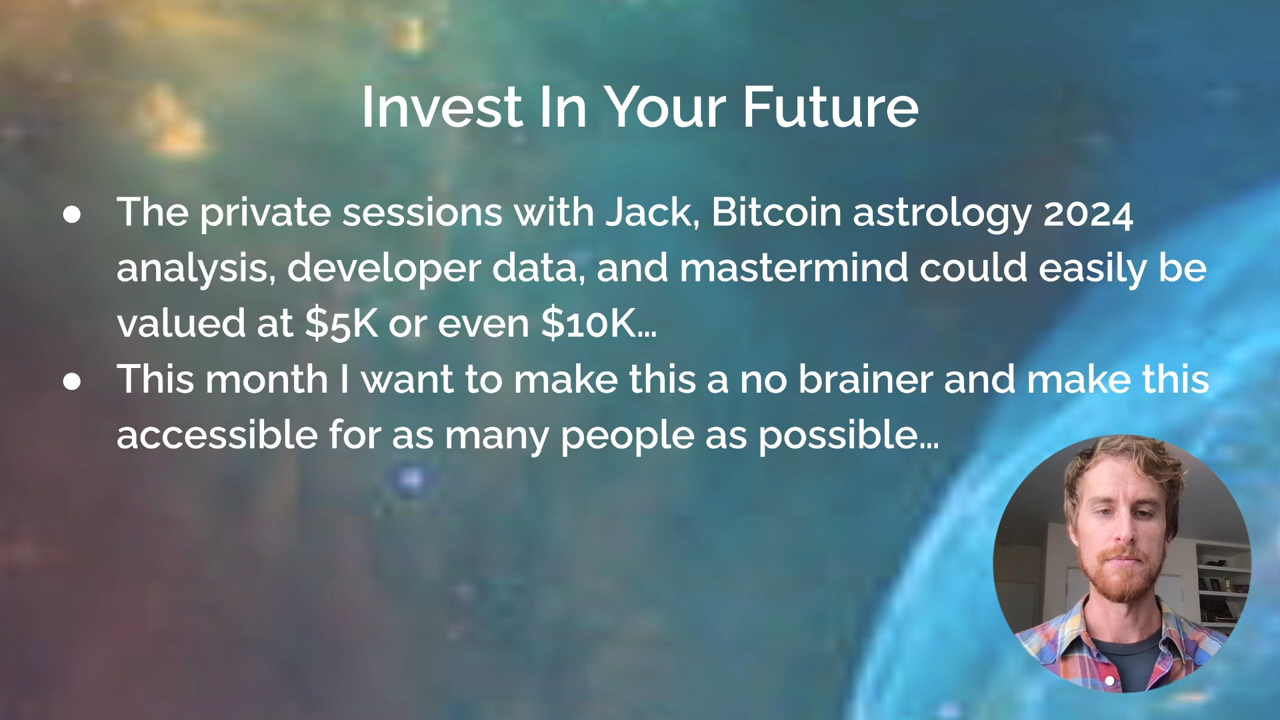 Invest In Your Future
● The private sessions with Jack, Bitcoin astrology 2024
analysis, developer data, and mastermind could easily be
valued at $5K or even $10K...
● This month I want to make this a no brainer and make this
accessible for as many people as possible...